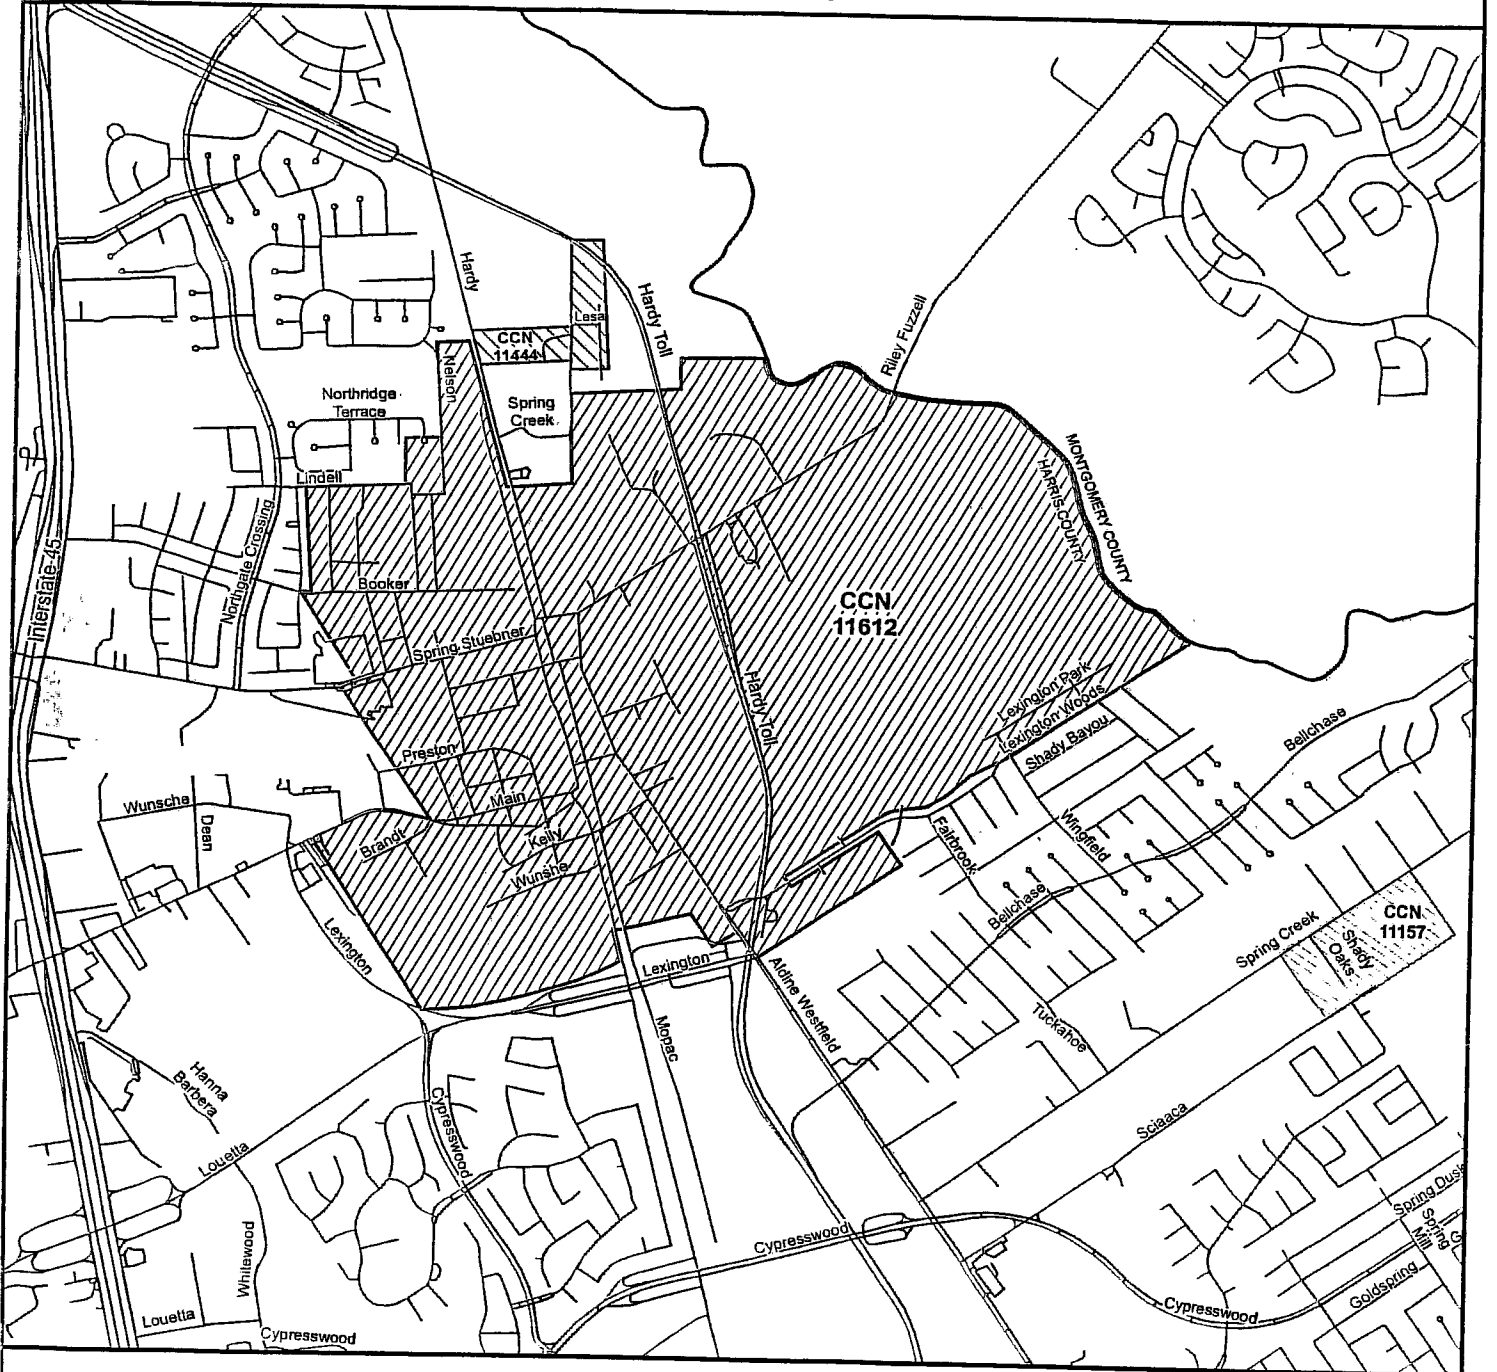 Hardy
Hardy Toll
Lesa
CCN
11444
Nelson
Riley Fuzzell
Northridge
Terrace
Spring
Creek
MONTGOMERY COUNTY
HARRIS COUNTY
Lindell
Northgate Crossing
Interstate 45
Booker
CCN
11612
Spring Stuebner
Hardy Toll
Lexington Park
Lexington Woods
Shady Bayou
Bellchase
Preston
Main
Wunsche
Dean
Brandt
Kelly
Wunshe
Fairbrook
Wingfield
Bellchase
CCN
11157
Spring Creek
Shady
Oaks
Lexington
Lexington
Aldine Westfield
Mopac
Tuckahoe
Hanna
Barbera
Cypresswood
Sciaaca
Louetta
Spring Dusk
Spring
Mill
Whitewood
Cypresswood
Goldspring
Louetta
Cypresswood
Cypresswood